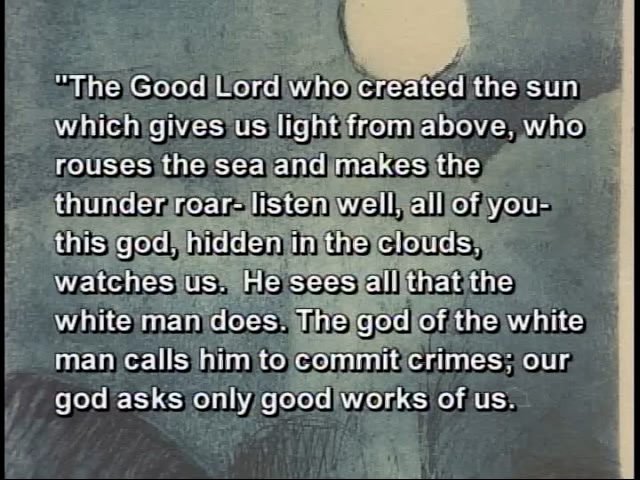 "The Good Lord who created the sun
which gives us light from above, who
rouses the sea and makes the
thunder roar- listen well, all of you-
this god, hidden in the clouds,
watches us.  He sees all that the
white man does. The god of the white
man calls him to commit crimes; our
god asks only good works of us.